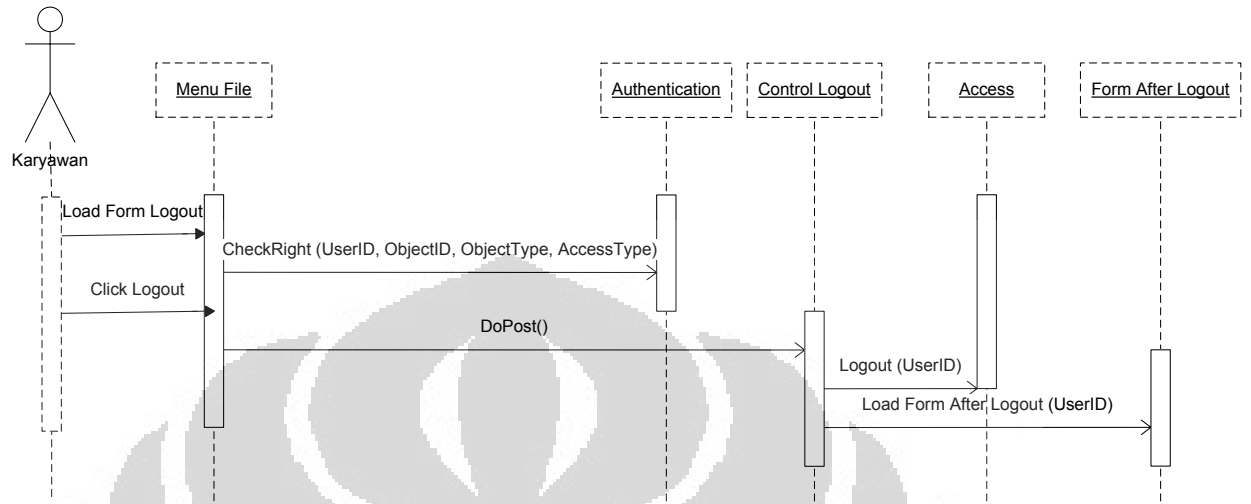 Menu File
Authentication
Control Logout
Access
Form After Logout
Karyawan
Load Form Logout
CheckRight (UserID, ObjectID, ObjectType, AccessType)
Click Logout
DoPost()
Logout (UserID)
Load Form After Logout (UserID)